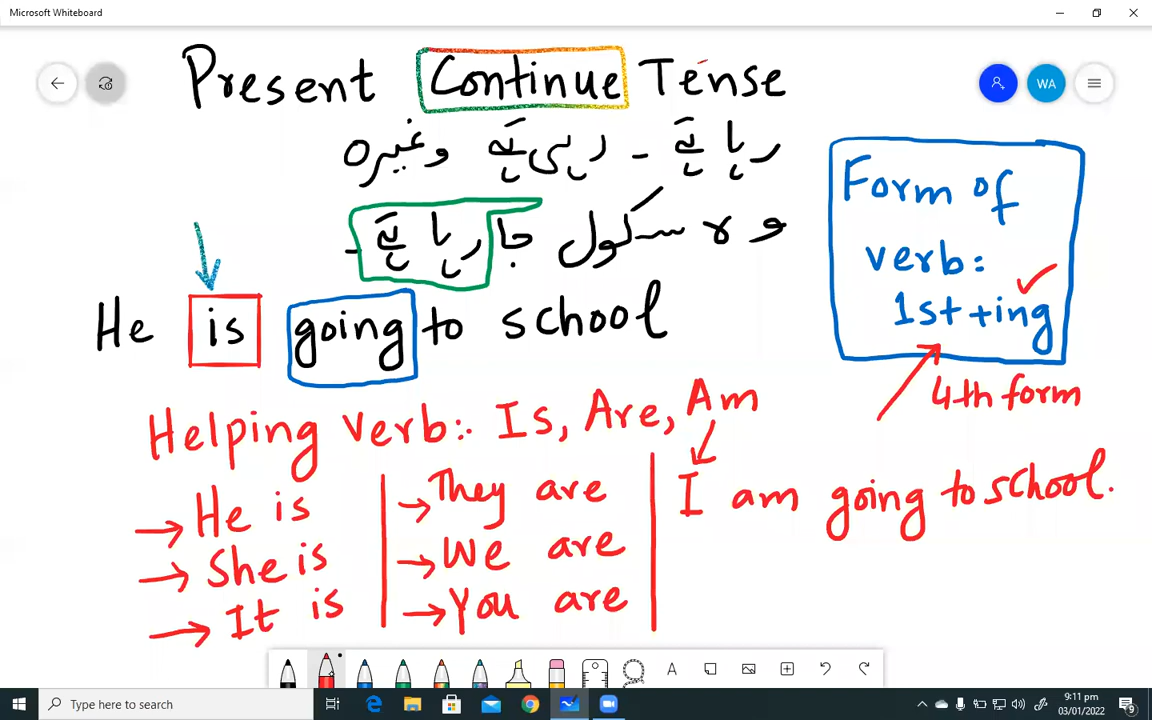 Microsoft Whiteboard
Present Continue Tense
WA
رہا ہے ۔ رہی ہے وغیرہ
وہ سکول جا رہا ہے ۔
Form of
verb:
1st +ing
4th form
He is going to school
Helping verb:. Is, Are, Am
He is
She is
It is
They are
We are
You are
I am going to school.
Type here to search
9:11 pm
03/01/2022
9